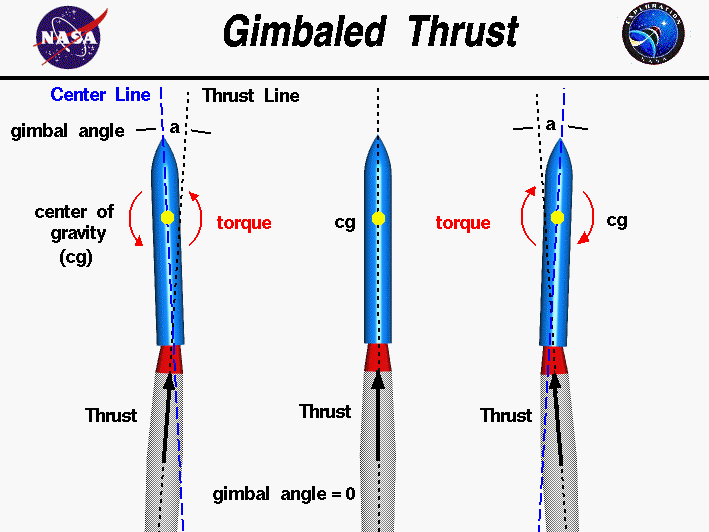 NASA
Gimbaled Thrust
EXPLORATION
NASA
Center Line
Thrust Line
gimbal angle
a
a
center of
gravity
(cg)
torque
cg
torque
cg
Thrust
Thrust
Thrust
gimbal angle = 0